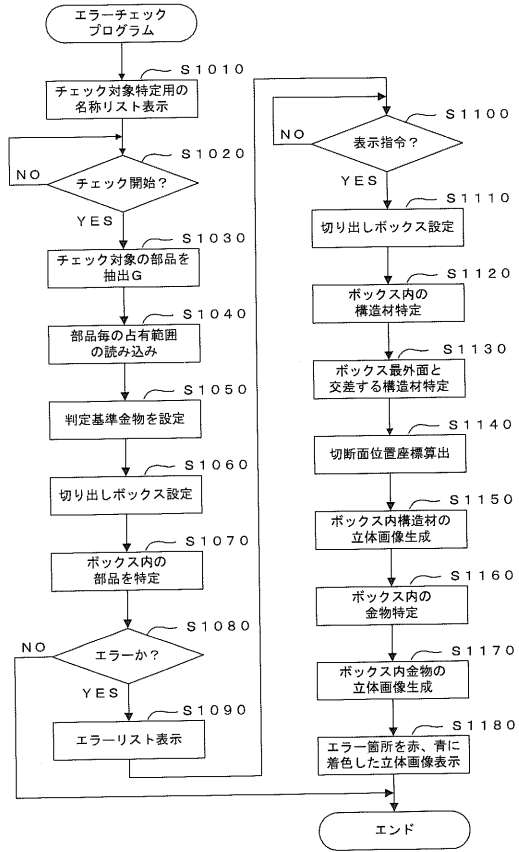 エラーチェック
プログラム
S1010
チェック対象特定用の
名称リスト表示
S1020
チェック開始?
NO
YES
S1030
チェック対象の部品を
抽出G
S1040
部品毎の占有範囲
の読み込み
S1050
判定基準金物を設定
S1060
切り出しボックス設定
S1070
ボックス内の
部品を特定
S1080
エラーか?
NO
YES
S1090
エラーリスト表示
S1100
表示指令?
NO
YES
S1110
切り出しボックス設定
S1120
ボックス内の
構造材特定
S1130
ボックス最外面と
交差する構造材特定
S1140
切断面位置座標算出
S1150
ボックス内構造材の
立体画像生成
S1160
ボックス内の
金物特定
S1170
ボックス内金物の
立体画像生成
S1180
エラー箇所を赤、青に
着色した立体画像表示
エンド